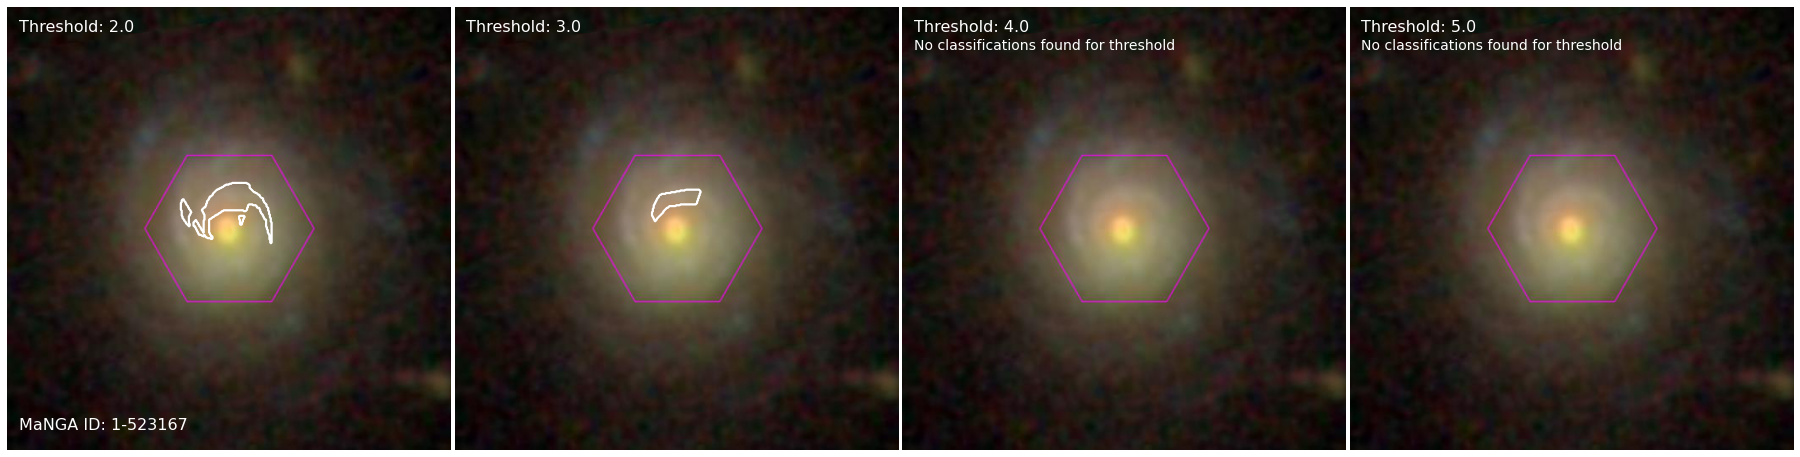 Threshold: 2.0
MaNGA ID: 1-523167
Threshold: 3.0
Threshold: 4.0
No classifications found for threshold
Threshold: 5.0
No classifications found for threshold